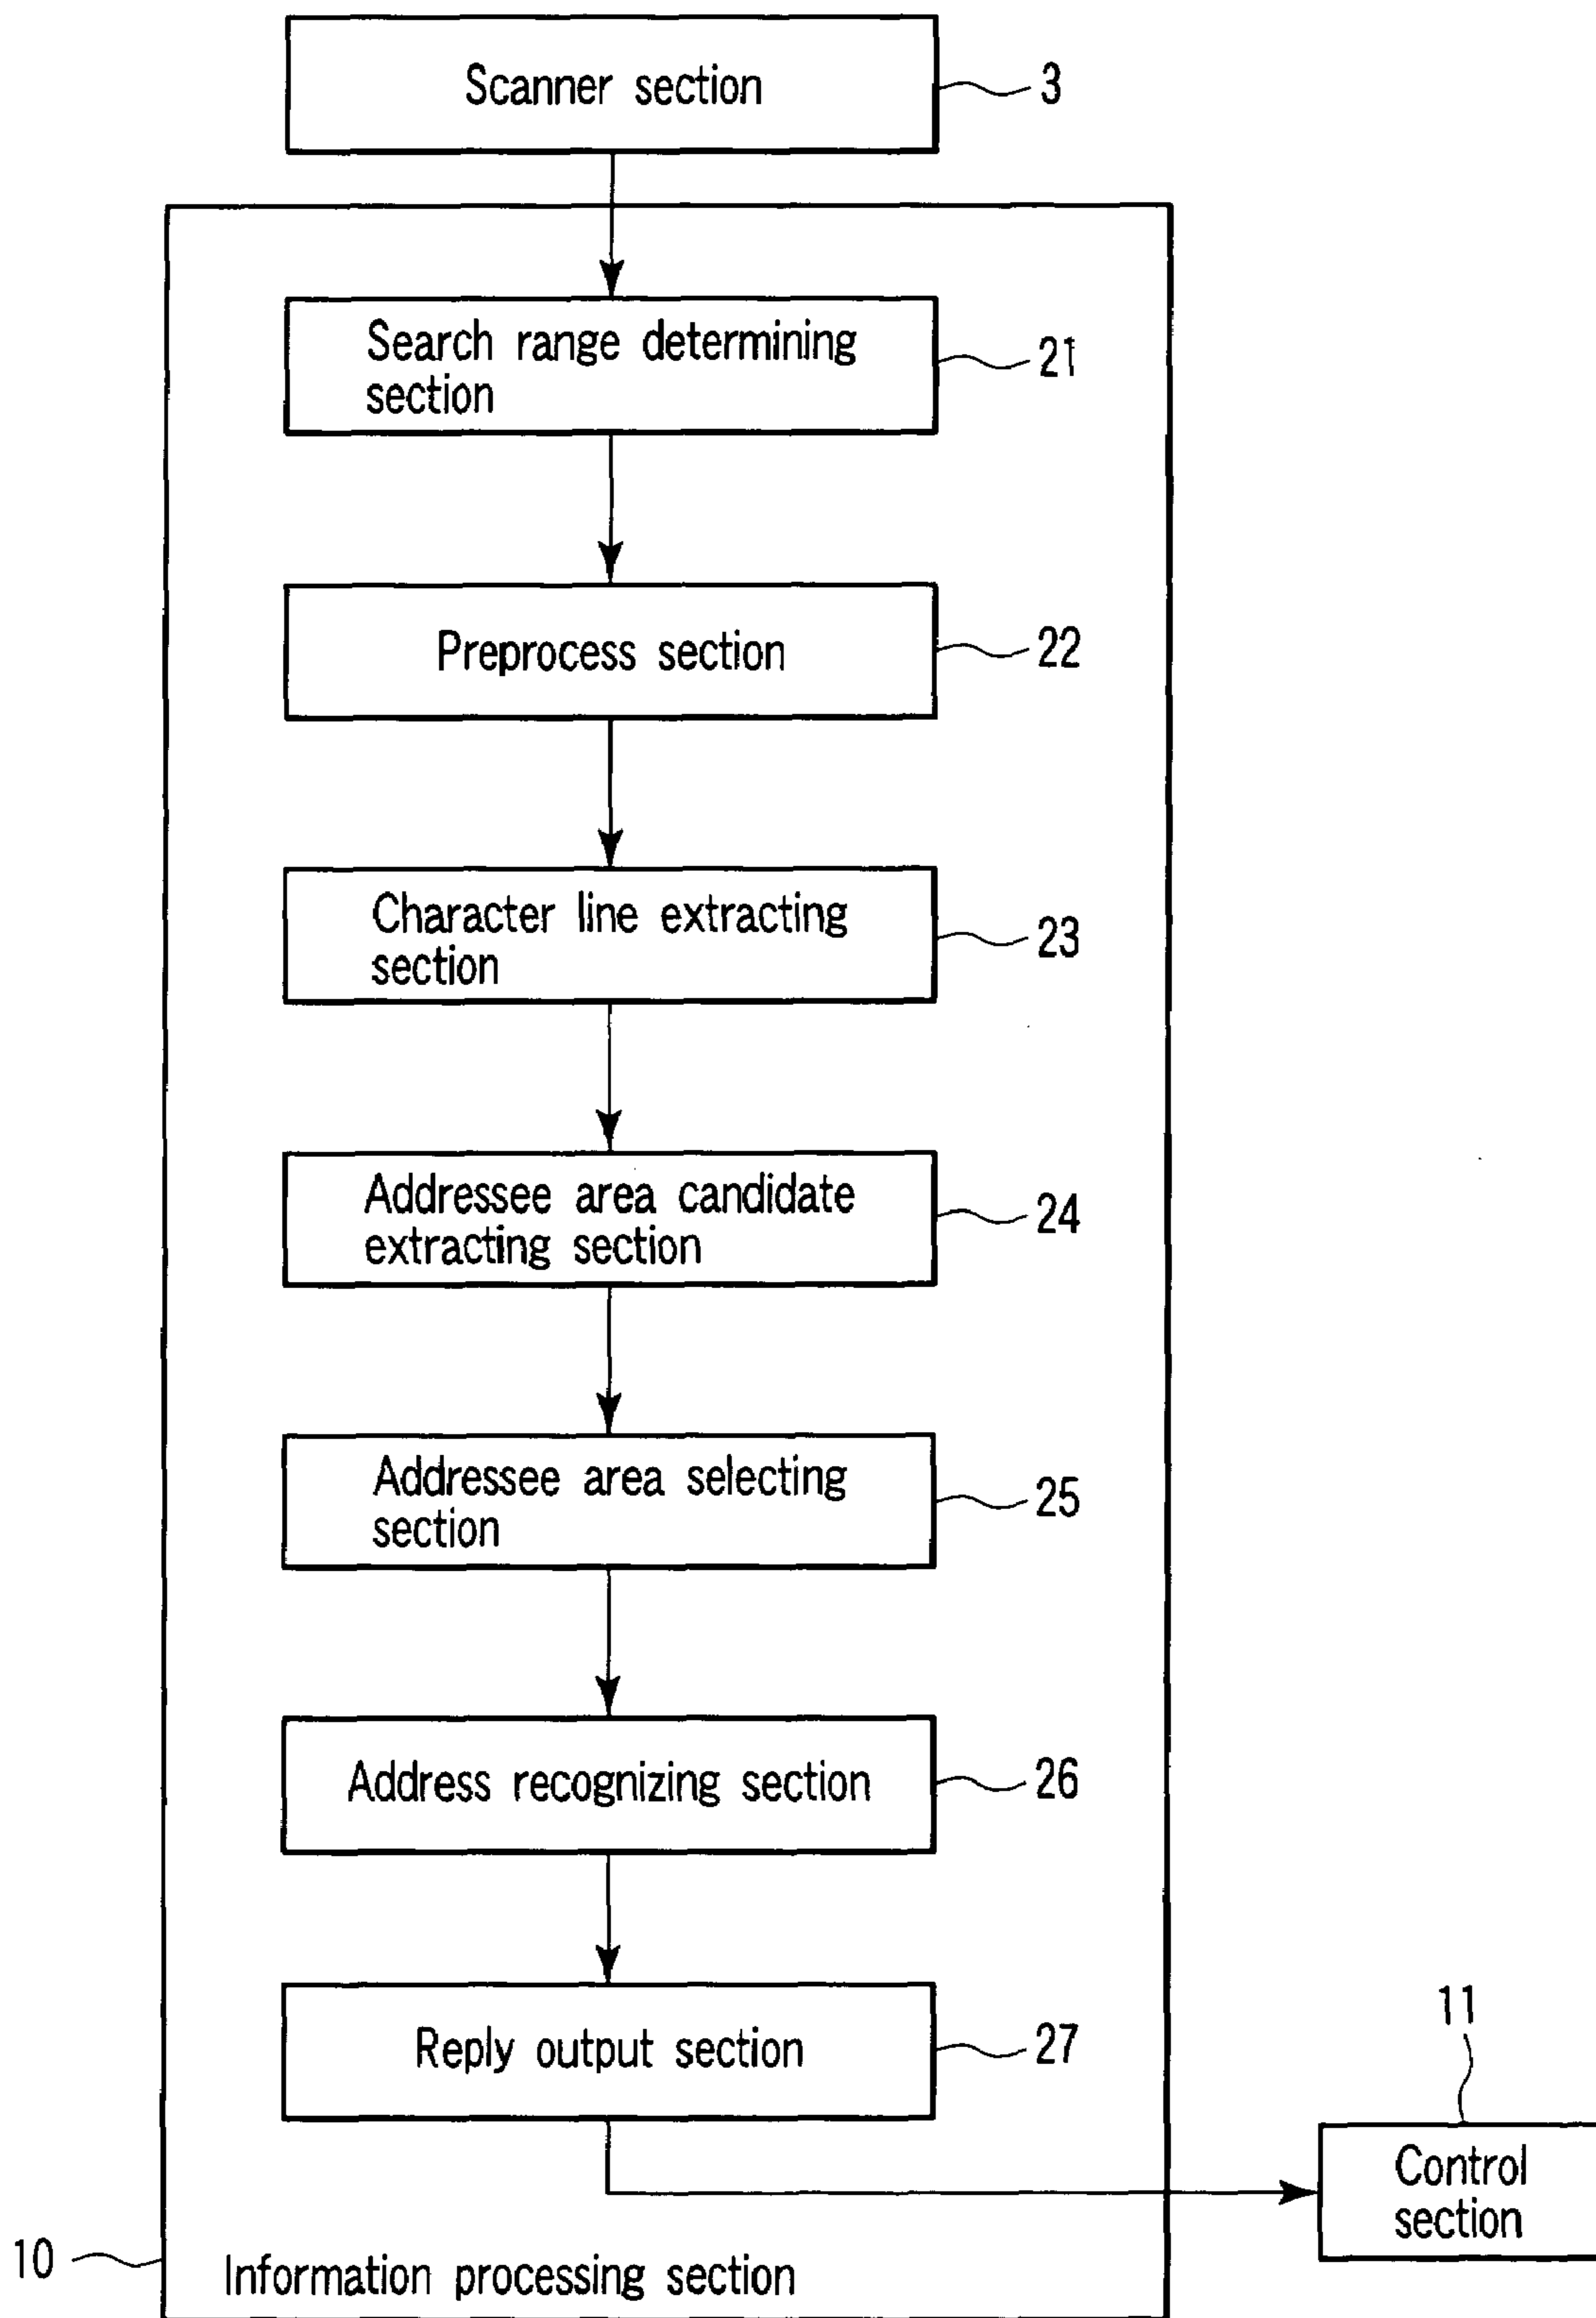 Scanner section
3
Search range determining
section
21
Preprocess section
22
Character line extracting
section
23
Addressee area candidate
extracting section
24
Addressee area selecting
section
25
Address recognizing section
26
Reply output section
27
11
Control
section
10
Information processing section